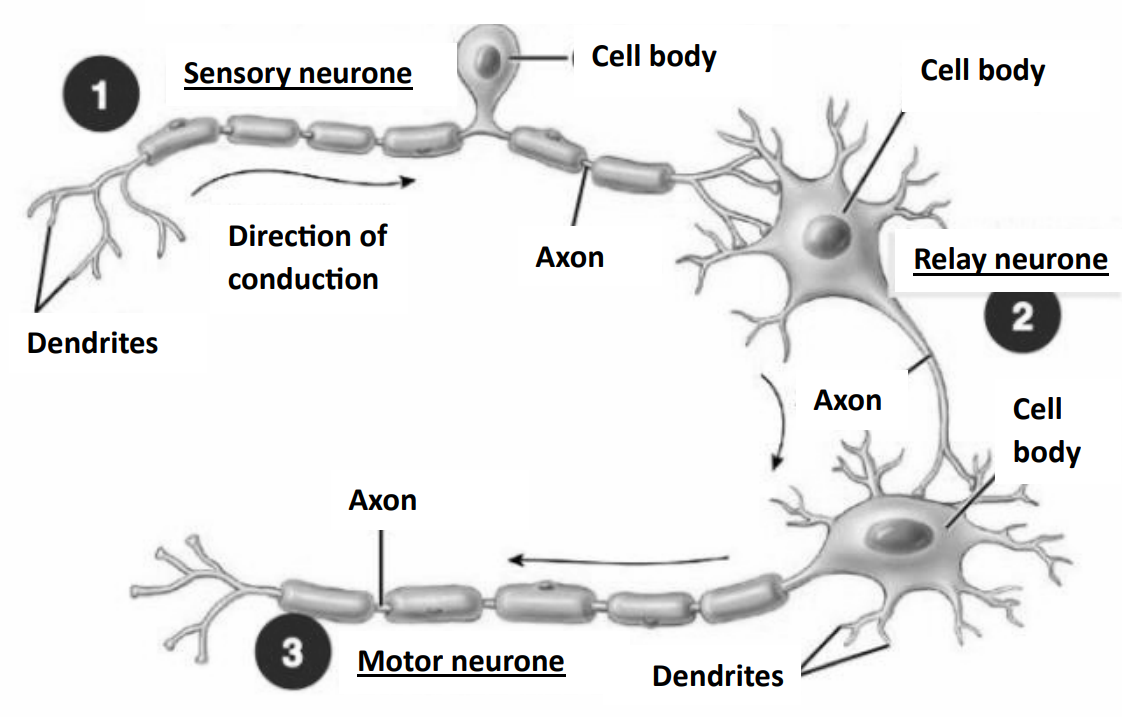 1
Sensory neurone
Cell body
Cell body
Direction of
conduction
Axon
Relay neurone
2
Dendrites
Axon
Cell
body
Axon
3
Motor neurone
Dendrites